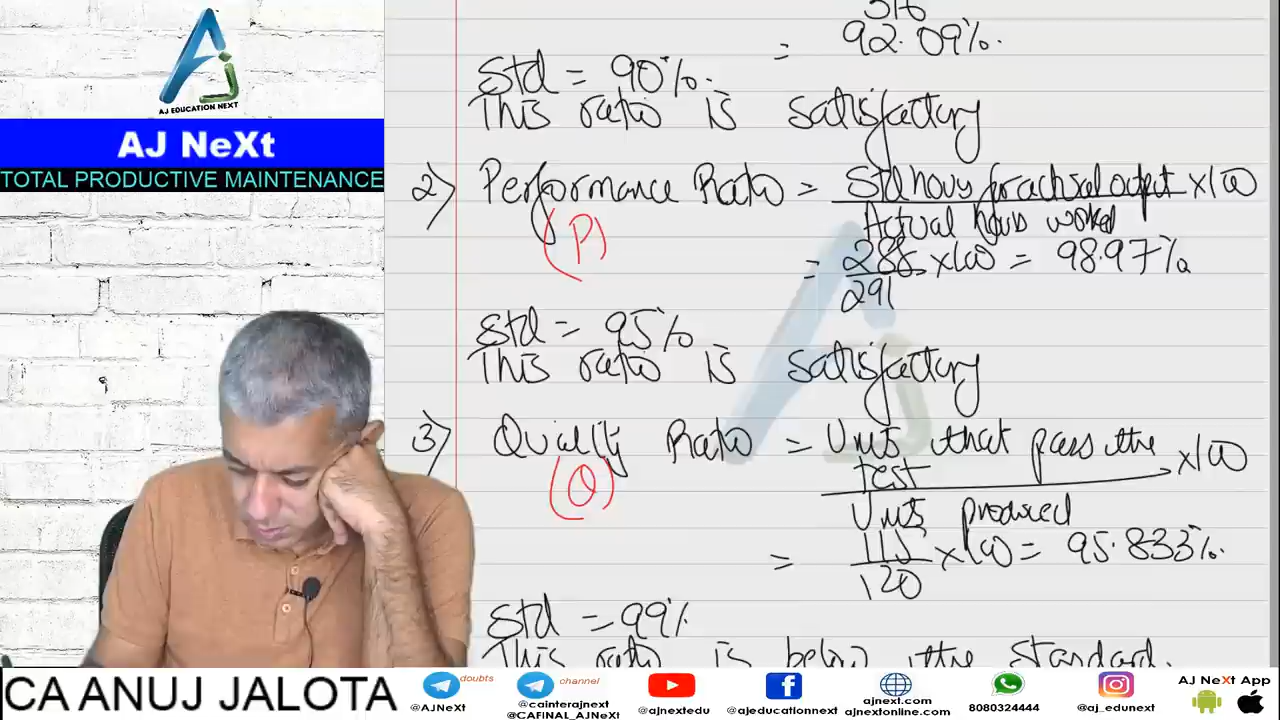 AJ EDUCATION NEXT
AJ NeXt
TOTAL PRODUCTIVE MAINTENANCE
= 92.09%.
Std = 90%.
This ratio is satisfactory
2) Performance Ratio = Std hours for actual output ×100
Actual hours worked
(P)
= 288 ×100 = 98.97%
291
Std = 95%
This ratio is satisfactory
3) Quality Ratio = Units that pass the
test ×100
(Q)
Units produced
= 115 ×100 = 95.833%.
120
Std = 99%
This ratio is below the standard.
CA ANUJ JALOTA
doubts
@AJNeXt
channel
@cainterajnext
@CAFINAL_AJNeXt
@ajnextedu
@ajeducationnext
ajnext.com
ajnextonline.com
8080324444
@aj_edunext
AJ NeXt App